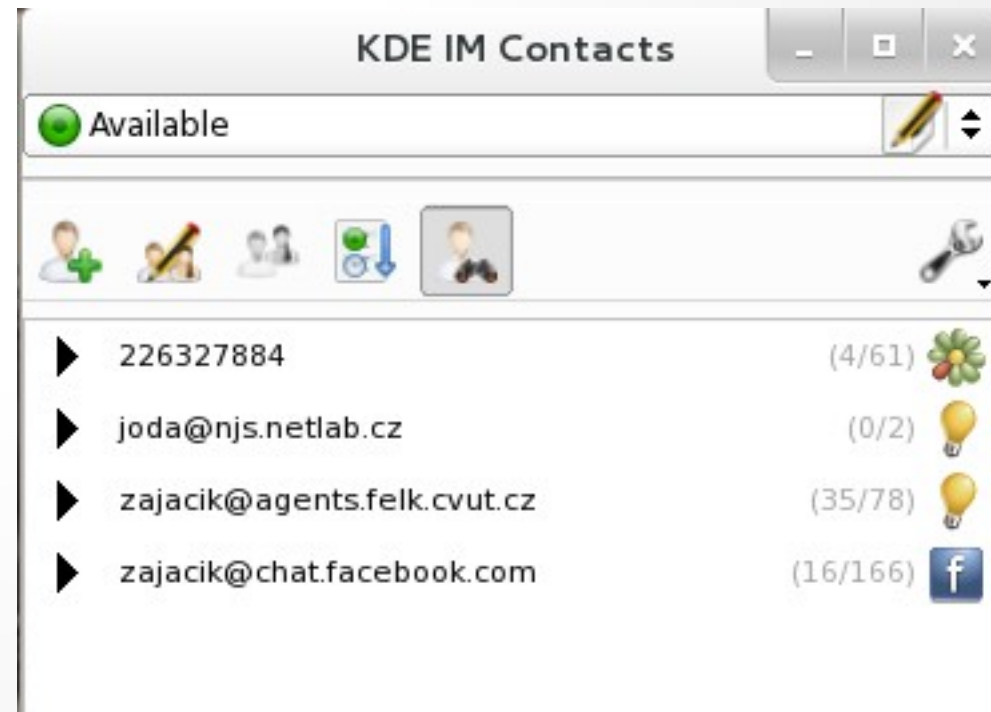 KDE IM Contacts
Available
226327884 (4/61)
joda@njs.netlab.cz (0/2)
zajacik@agents.felk.cvut.cz (35/78)
zajacik@chat.facebook.com (16/166) f